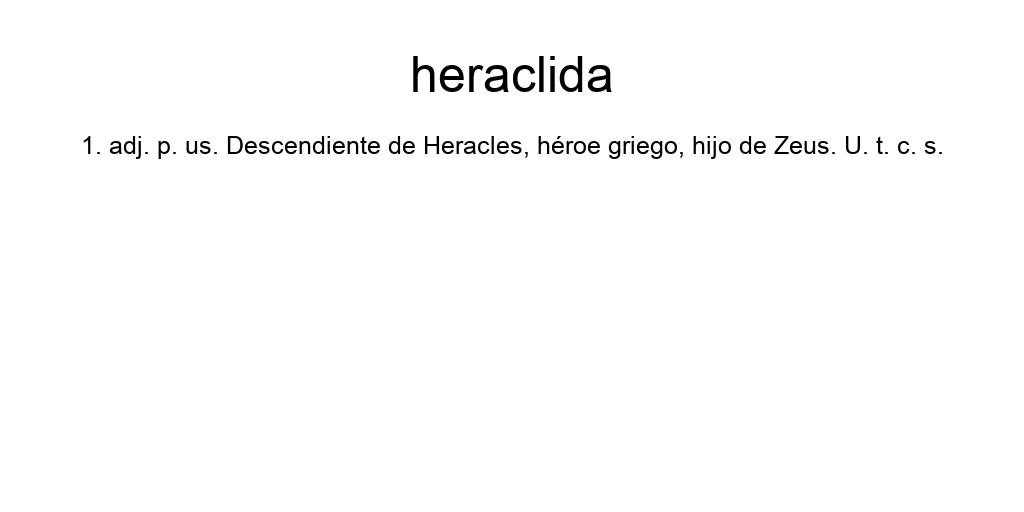 heraclida
1. adj. p. us. Descendiente de Heracles, héroe griego, hijo de Zeus. U. t. c. s.